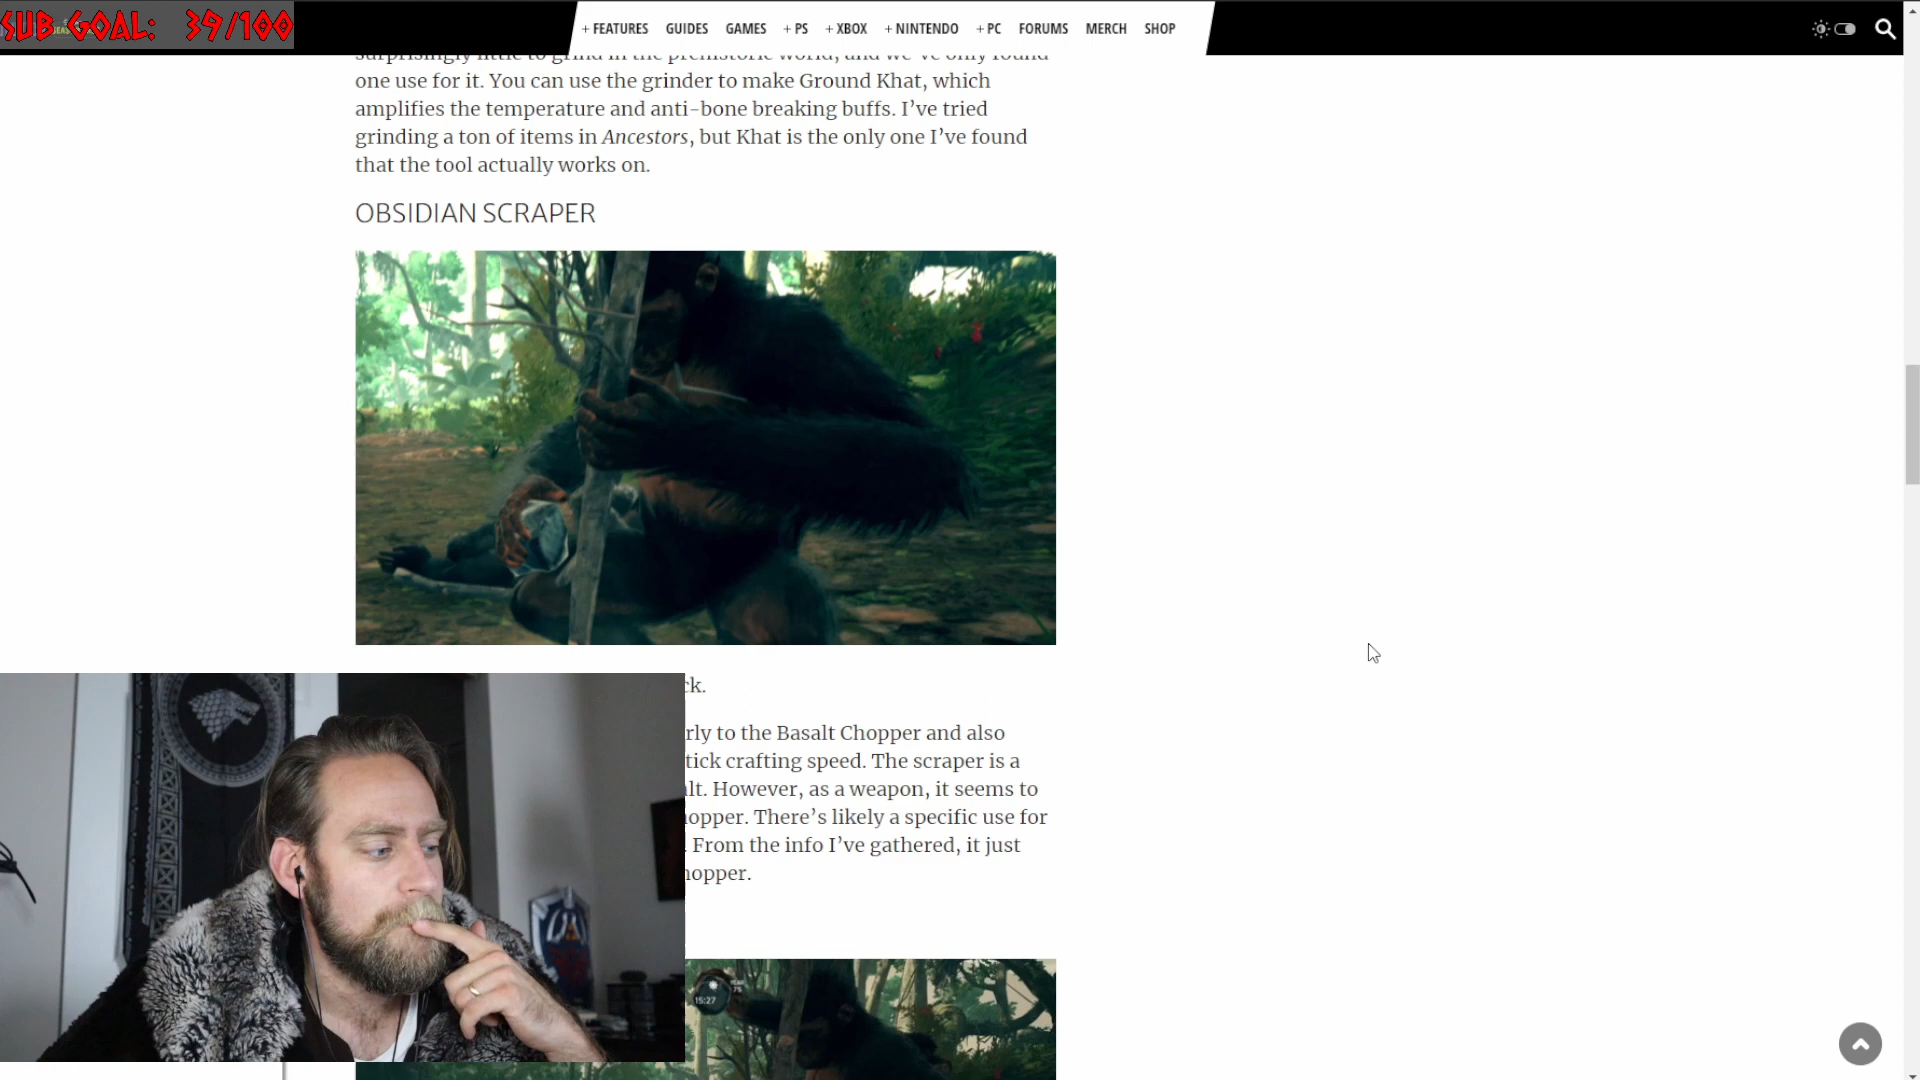 SUB GOAL: 39/100
+ FEATURES GUIDES GAMES + PS + XBOX + NINTENDO + PC FORUMS MERCH SHOP
surprisingly little to grind in the prehistoric world, and we've only found
one use for it. You can use the grinder to make Ground Khat, which
amplifies the temperature and anti-bone breaking buffs. I've tried
grinding a ton of items in Ancestors, but Khat is the only one I've found
that the tool actually works on.
OBSIDIAN SCRAPER
ck.
rly to the Basalt Chopper and also
tick crafting speed. The scraper is a
lt. However, as a weapon, it seems to
opper. There's likely a specific use for
. From the info I've gathered, it just
hopper.
YEAR
75
15:27